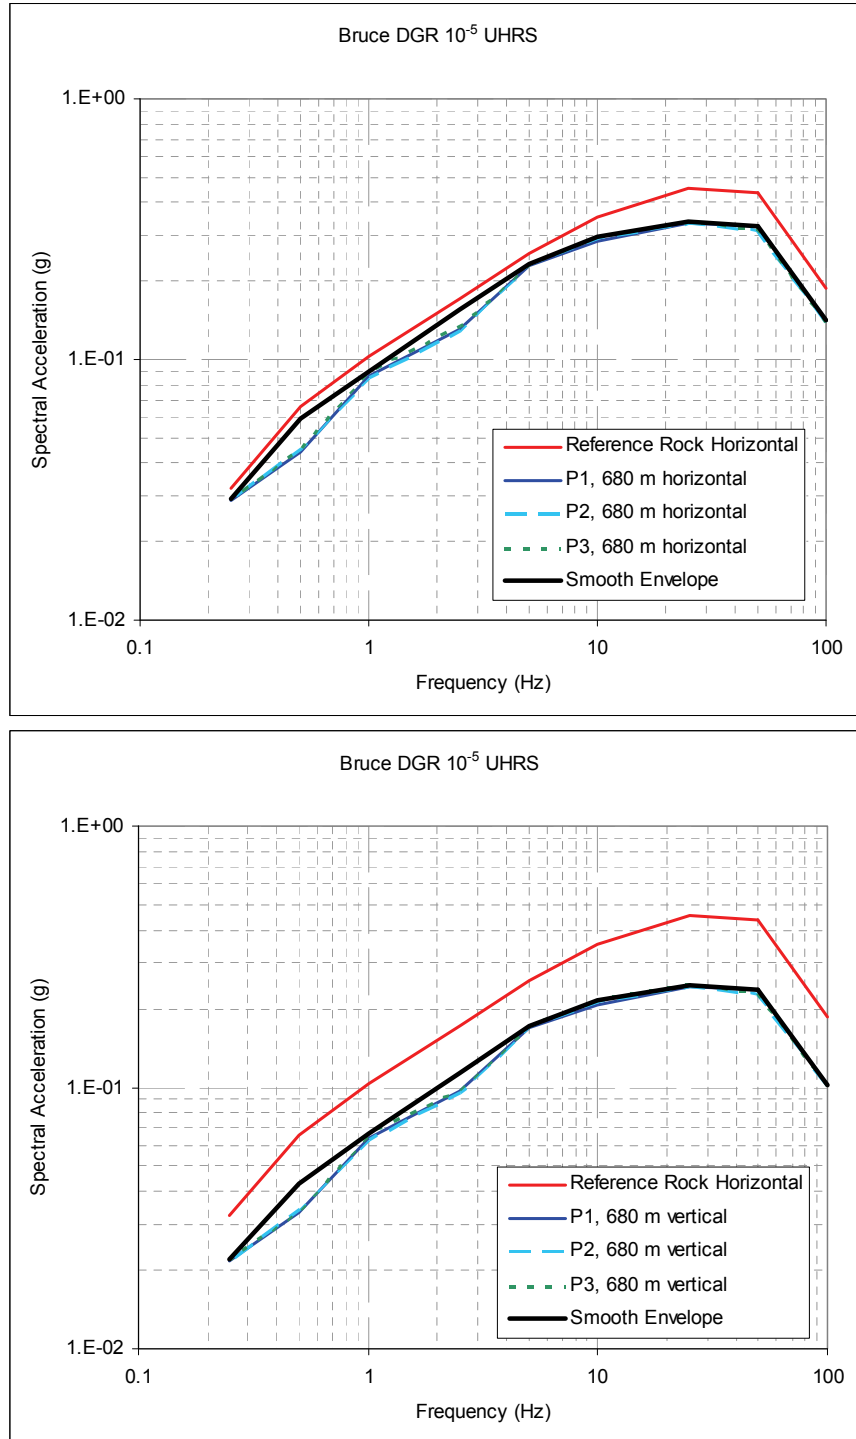 Bruce DGR 10⁻⁵ UHRS
1.E+00
1.E-01
1.E-02
Spectral Acceleration (g)
Reference Rock Horizontal
P1, 680 m horizontal
P2, 680 m horizontal
P3, 680 m horizontal
Smooth Envelope
0.1 1 10 100
Frequency (Hz)
Bruce DGR 10⁻⁵ UHRS
1.E+00
1.E-01
1.E-02
Spectral Acceleration (g)
Reference Rock Horizontal
P1, 680 m vertical
P2, 680 m vertical
P3, 680 m vertical
Smooth Envelope
0.1 1 10 100
Frequency (Hz)